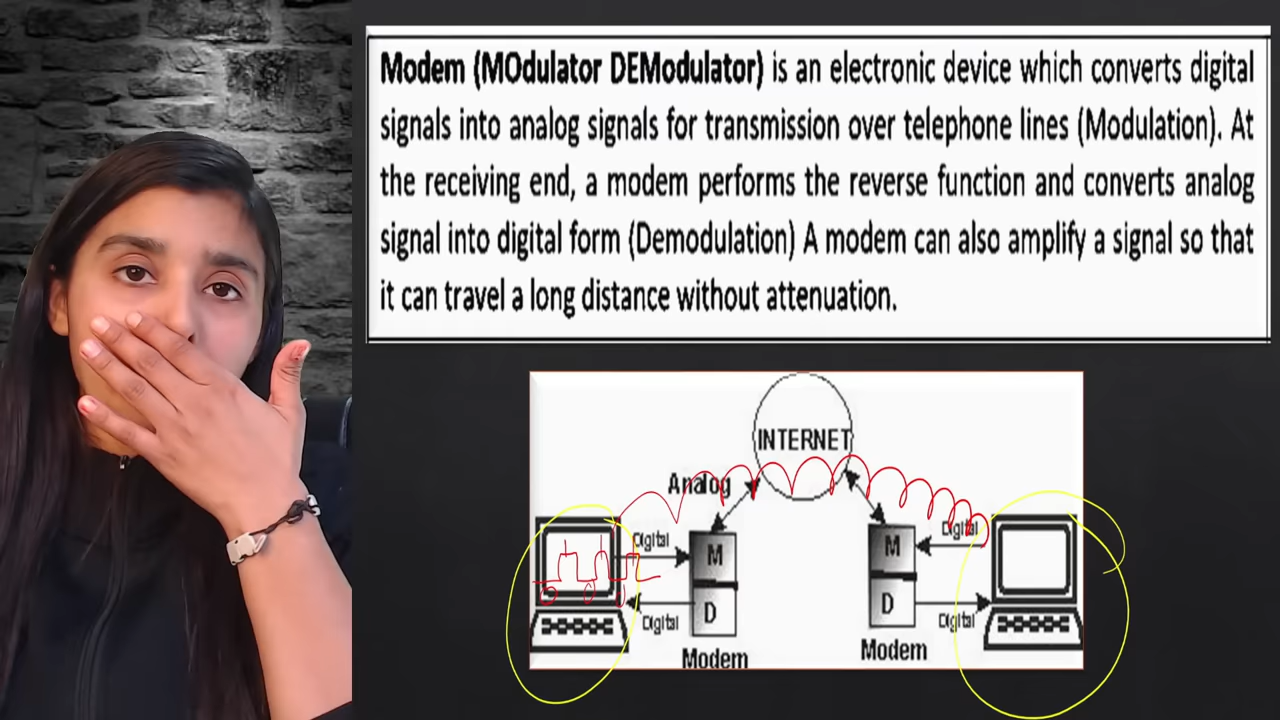 Modem (MOdulator DEModulator) is an electronic device which converts digital
signals into analog signals for transmission over telephone lines (Modulation). At
the receiving end, a modem performs the reverse function and converts analog
signal into digital form (Demodulation) A modem can also amplify a signal so that
it can travel a long distance without attenuation.
INTERNET
Analog
Digital
M
M
Digital
Digital
D
D
Digital
Modem
Modem